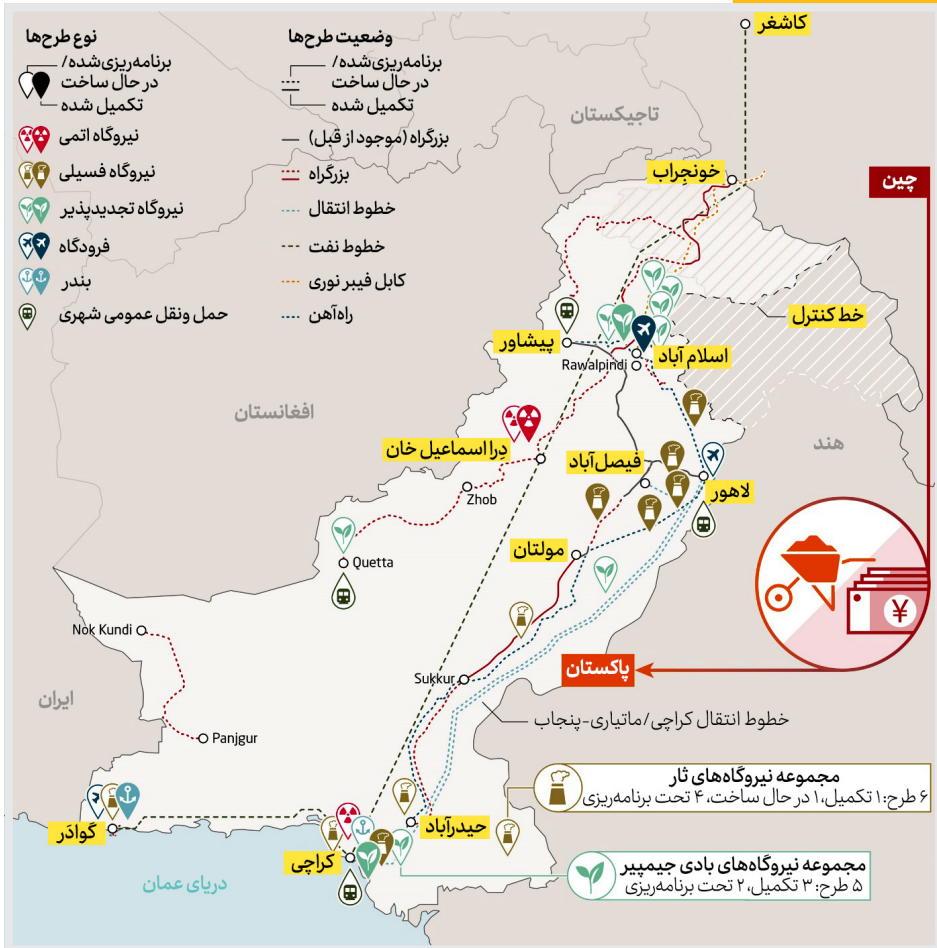 کاشغر
نوع طرح‌ها
برنامه‌ریزی‌شده/
در حال ساخت
تکمیل شده
نیروگاه اتمی
نیروگاه فسیلی
نیروگاه تجدیدپذیر
فرودگاه
بندر
حمل ونقل عمومی شهری
وضعیت طرح‌ها
برنامه‌ریزی‌شده/
در حال ساخت
تکمیل شده
بزرگراه (موجود از قبل)
بزرگراه
خطوط انتقال
خطوط نفت
کابل فیبر نوری
راه‌آهن
تاجیکستان
خونجِراب
چین
خط کنترل
پیشاور
اسلام آباد
Rawalpindi
افغانستان
هند
دِرا اسماعیل خان
فیصل‌آباد
لاهور
Zhob
مولتان
Quetta
¥
Nok Kundi
Sukkur
پاکستان
ایران
Panjgur
خطوط انتقال کراچی/ماتیاری-پنجاب
مجموعه نیروگاه‌های ثار
۶ طرح: ۱ تکمیل، ۱ در حال ساخت، ۴ تحت برنامه‌ریزی
گوادَر
حیدرآباد
کراچی
مجموعه نیروگاه‌های بادی جیمپیر
۵ طرح: ۳ تکمیل، ۲ تحت برنامه‌ریزی
دریای عمان